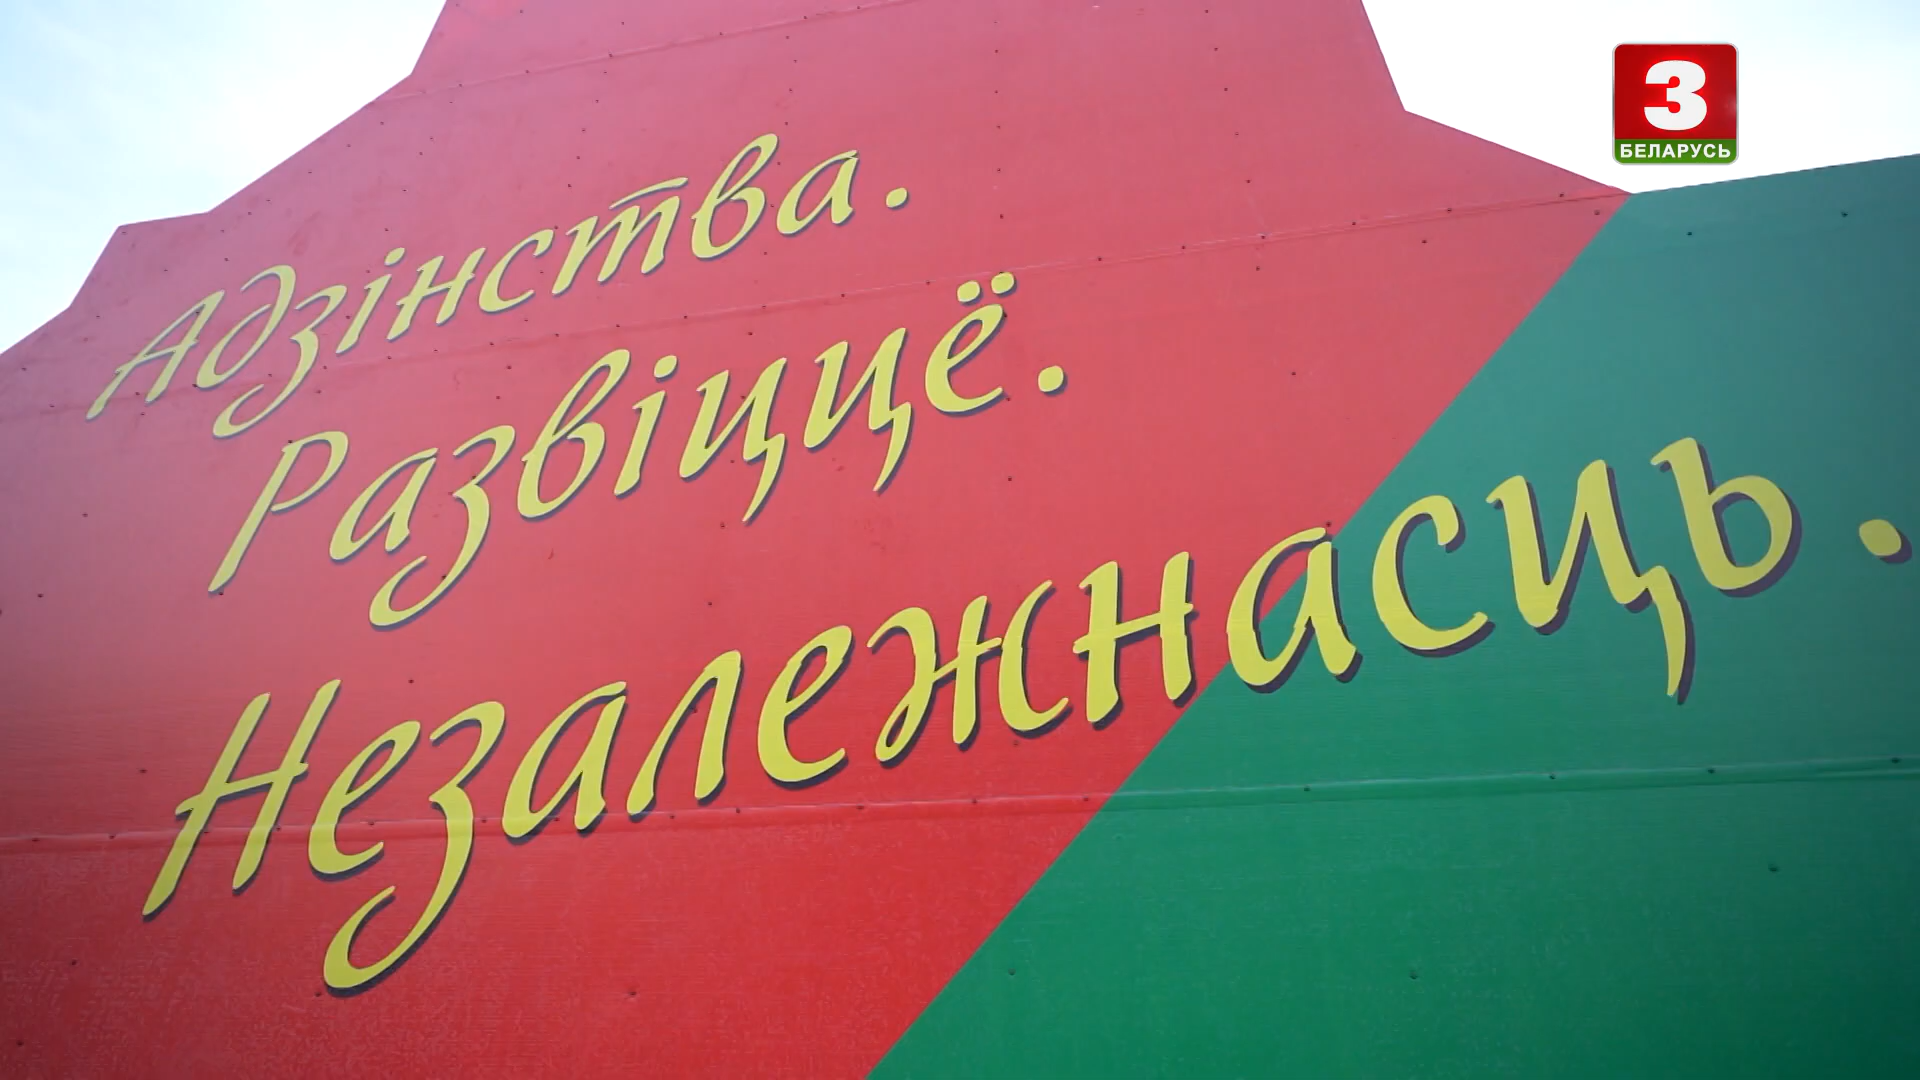 3
БЕЛАРУСЬ
Адзінства.
Развіццё.
Незалежнасць.